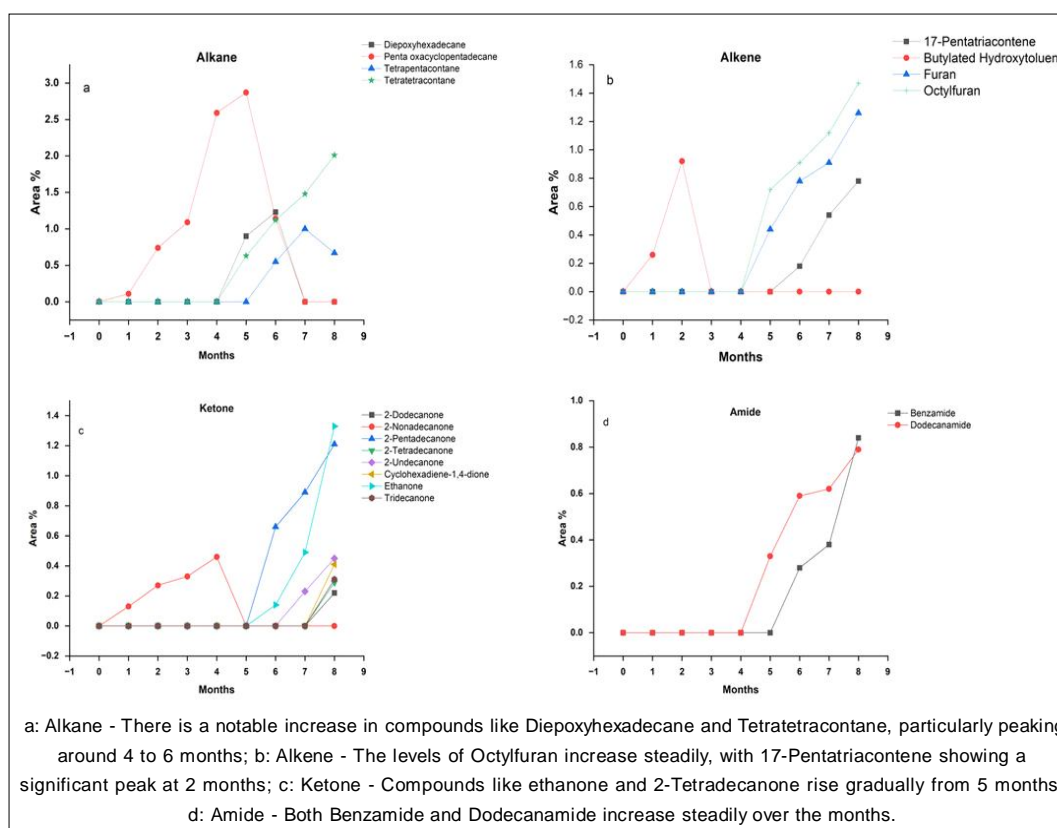 Alkane
a
Diepoxyhexadecane
Penta oxacyclopentadecane
Tetrapentacontane
Tetratetracontane
3.0
2.5
2.0
1.5
1.0
0.5
0.0
Area %
−1 0 1 2 3 4 5 6 7 8 9
Months
Alkene
b
17-Pentatriacontene
Butylated Hydroxytoluen
Furan
Octylfuran
1.6
1.4
1.2
1.0
0.8
0.6
0.4
0.2
0.0
−0.2
Area %
−1 0 1 2 3 4 5 6 7 8 9
Months
Ketone
c
2-Dodecanone
2-Nonadecanone
2-Pentadecanone
2-Tetradecanone
2-Undecanone
Cyclohexadiene-1,4-dione
Ethanone
Tridecanone
1.4
1.2
1.0
0.8
0.6
0.4
0.2
0.0
−0.2
Area %
−1 0 1 2 3 4 5 6 7 8 9
Months
Amide
d
Benzamide
Dodecanamide
1.0
0.8
0.6
0.4
0.2
0.0
Area %
−1 0 1 2 3 4 5 6 7 8 9
Months
a: Alkane - There is a notable increase in compounds like Diepoxyhexadecane and Tetratetracontane, particularly peaking
around 4 to 6 months; b: Alkene - The levels of Octylfuran increase steadily, with 17-Pentatriacontene showing a
significant peak at 2 months; c: Ketone - Compounds like ethanone and 2-Tetradecanone rise gradually from 5 months
d: Amide - Both Benzamide and Dodecanamide increase steadily over the months.